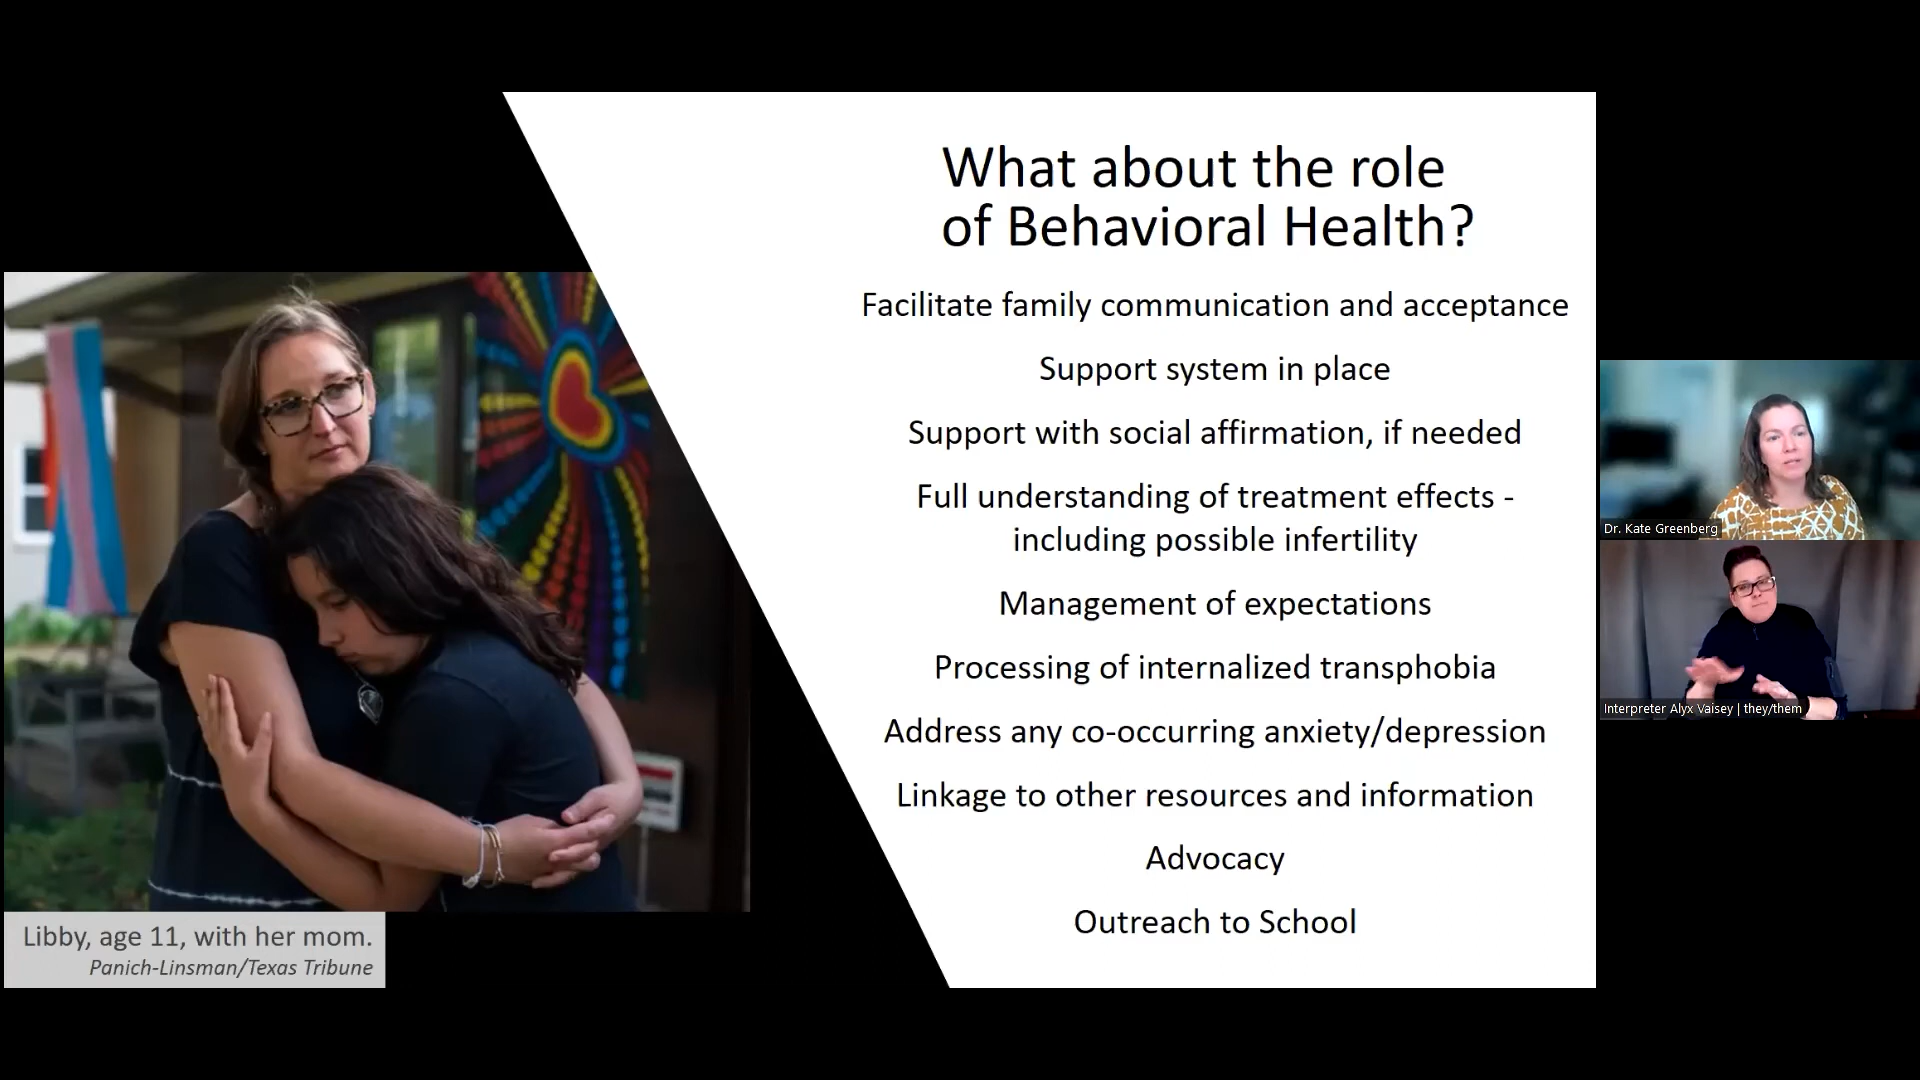 What about the role
of Behavioral Health?
Facilitate family communication and acceptance
Support system in place
Support with social affirmation, if needed
Full understanding of treatment effects -
including possible infertility
Management of expectations
Processing of internalized transphobia
Address any co-occurring anxiety/depression
Linkage to other resources and information
Advocacy
Outreach to School
Libby, age 11, with her mom.
Panich-Linsman/Texas Tribune
Dr. Kate Greenberg
Interpreter Alyx Vaisey | they/them